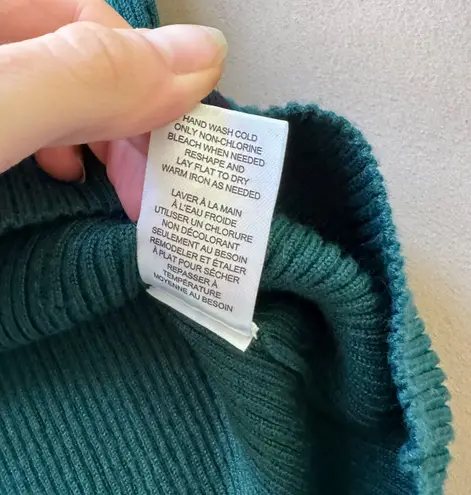 HAND WASH COLD
ONLY NON-CHLORINE
BLEACH WHEN NEEDED
RESHAPE AND
LAY FLAT TO DRY
WARM IRON AS NEEDED
LAVER À LA MAIN
À L'EAU FROIDE
UTILISER UN CHLORURE
NON DÉCOLORANT
SEULEMENT AU BESOIN
REMODELER ET ÉTALER
À PLAT POUR SÉCHER
REPASSER À
TEMPÉRATURE
MOYENNE AU BESOIN